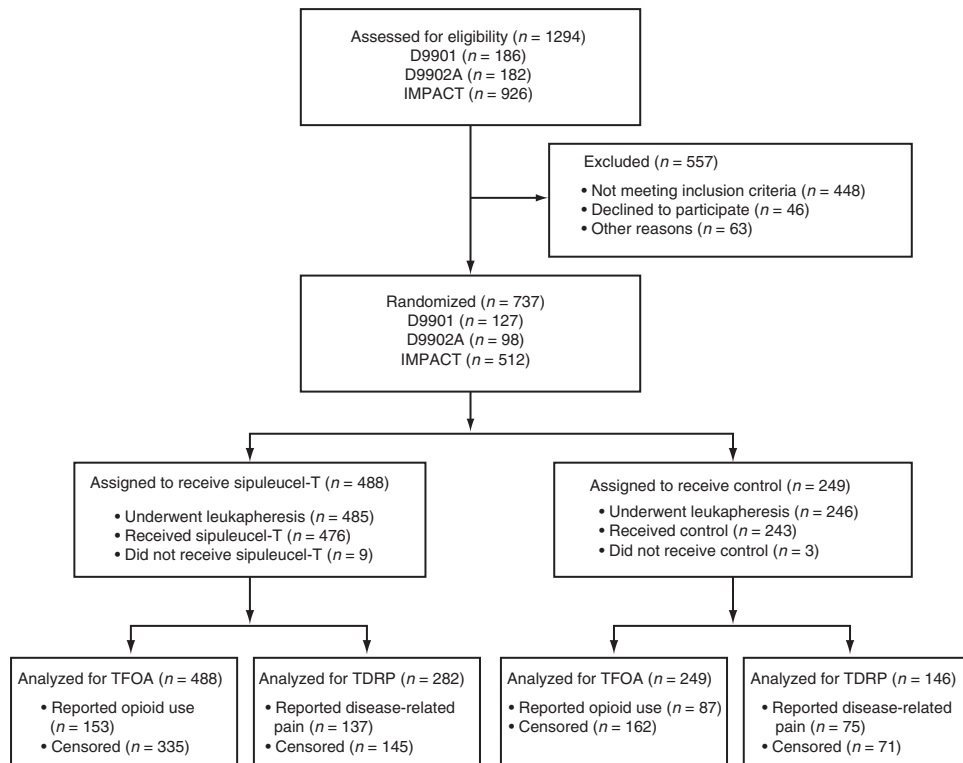 Assessed for eligibility (n = 1294)
D9901 (n = 186)
D9902A (n = 182)
IMPACT (n = 926)
Excluded (n = 557)
• Not meeting inclusion criteria (n = 448)
• Declined to participate (n = 46)
• Other reasons (n = 63)
Randomized (n = 737)
D9901 (n = 127)
D9902A (n = 98)
IMPACT (n = 512)
Assigned to receive sipuleucel-T (n = 488)
• Underwent leukapheresis (n = 485)
• Received sipuleucel-T (n = 476)
• Did not receive sipuleucel-T (n = 9)
Assigned to receive control (n = 249)
• Underwent leukapheresis (n = 246)
• Received control (n = 243)
• Did not receive control (n = 3)
Analyzed for TFOA (n = 488)
• Reported opioid use
(n = 153)
• Censored (n = 335)
Analyzed for TDRP (n = 282)
• Reported disease-related
pain (n = 137)
• Censored (n = 145)
Analyzed for TFOA (n = 249)
• Reported opioid use (n = 87)
• Censored (n = 162)
Analyzed for TDRP (n = 146)
• Reported disease-related
pain (n = 75)
• Censored (n = 71)